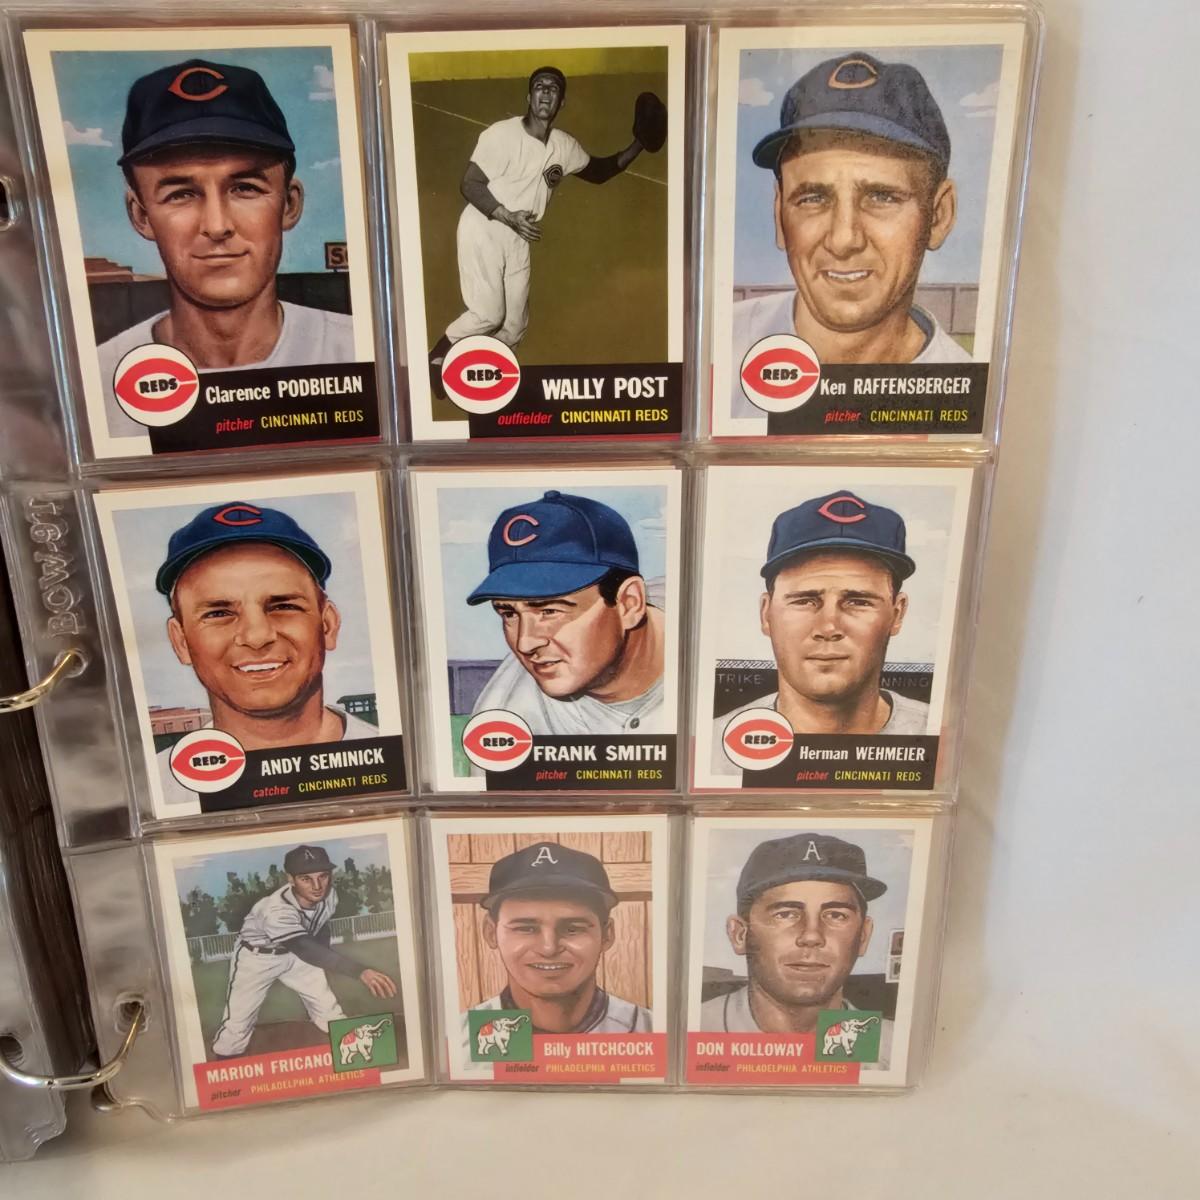 C
SC
REDS
Clarence PODBIELAN
pitcher CINCINNATI REDS
REDS
WALLY POST
outfielder CINCINNATI REDS
C
REDS
Ken RAFFENSBERGER
pitcher CINCINNATI REDS
BCW-9T
C
REDS
ANDY SEMINICK
catcher CINCINNATI REDS
C
REDS
FRANK SMITH
pitcher CINCINNATI REDS
C
TRIKE NNING
REDS
Herman WEHMEIER
pitcher CINCINNATI REDS
A
MARION FRICANO
pitcher PHILADELPHIA ATHLETICS
A
Billy HITCHCOCK
infielder PHILADELPHIA ATHLETICS
A
DON KOLLOWAY
infielder PHILADELPHIA ATHLETICS